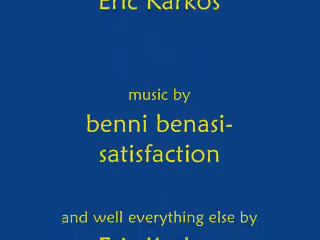 Eric Karkos
music by
benni benasi-
satisfaction
and well everything else by